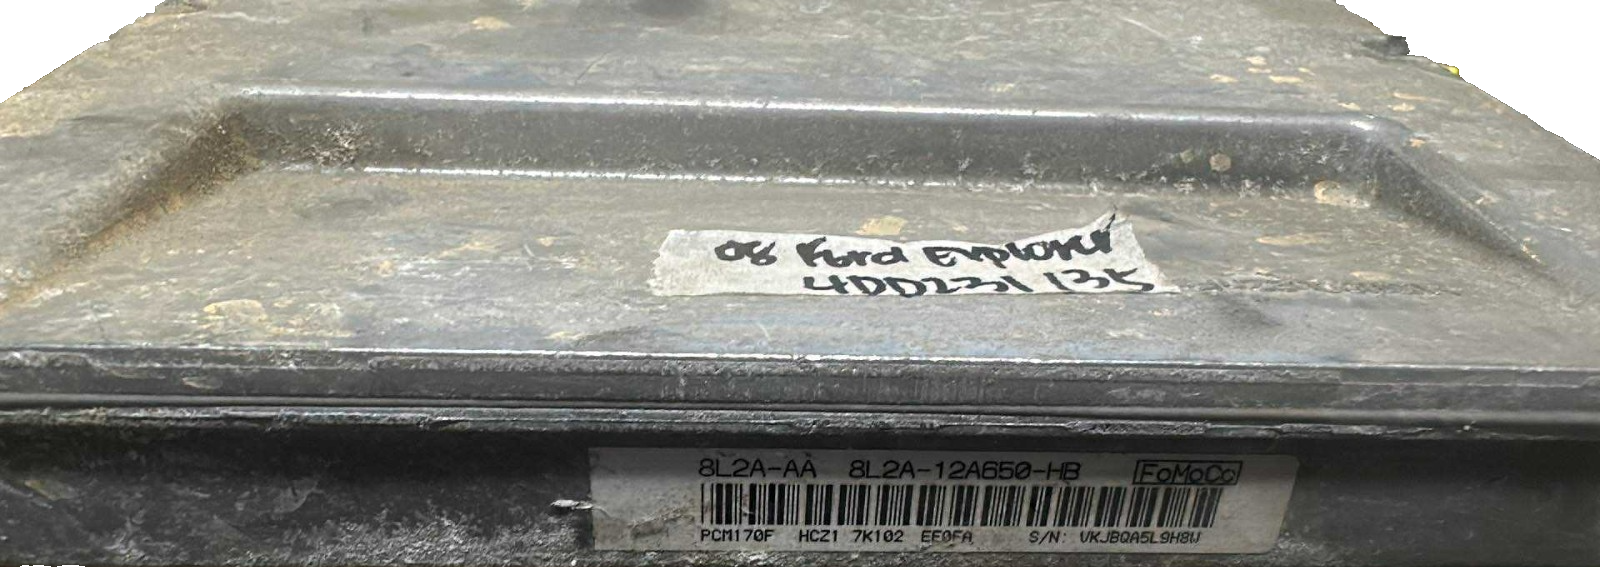 08 Ford Explorer
4DD231 135
8L2A-AA 8L2A-12A650-HB FoMoCo
PCM170F HCZ1 7K102 EE0FA S/N: VKJBQA5L9H8W